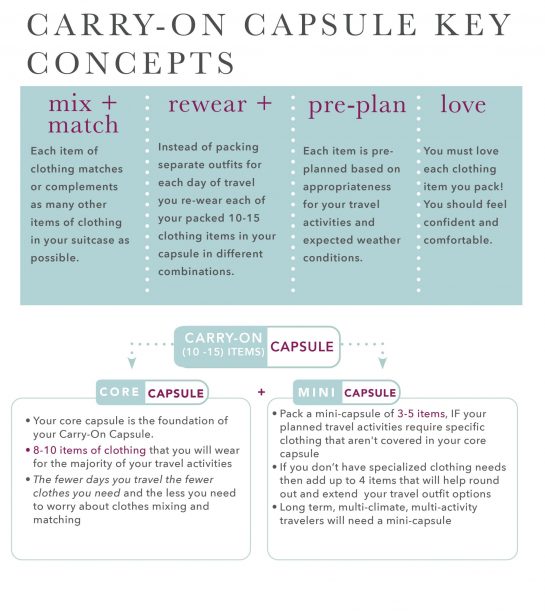 CARRY-ON CAPSULE KEY
CONCEPTS
mix +
match
Each item of
clothing matches
or complements
as many other
items of clothing
in your suitcase as
possible.
rewear +
Instead of packing
separate outfits for
each day of travel
you re-wear each of
your packed 10-15
clothing items in your
capsule in different
combinations.
pre-plan
Each item is pre-
planned based on
appropriateness
for your travel
activities and
expected weather
conditions.
love
You must love
each clothing
item you pack!
You should feel
confident and
comfortable.
CARRY-ON
(10 -15) ITEMS)
CAPSULE
CORE CAPSULE
+
MINI CAPSULE
• Your core capsule is the foundation of
your Carry-On Capsule.
• 8-10 items of clothing that you will wear
for the majority of your travel activities
• The fewer days you travel the fewer
clothes you need and the less you need
to worry about clothes mixing and
matching
• Pack a mini-capsule of 3-5 items, IF your
planned travel activities require specific
clothing that aren't covered in your core
capsule
• If you don't have specialized clothing needs
then add up to 4 items that will help round
out and extend your travel outfit options
• Long term, multi-climate, multi-activity
travelers will need a mini-capsule